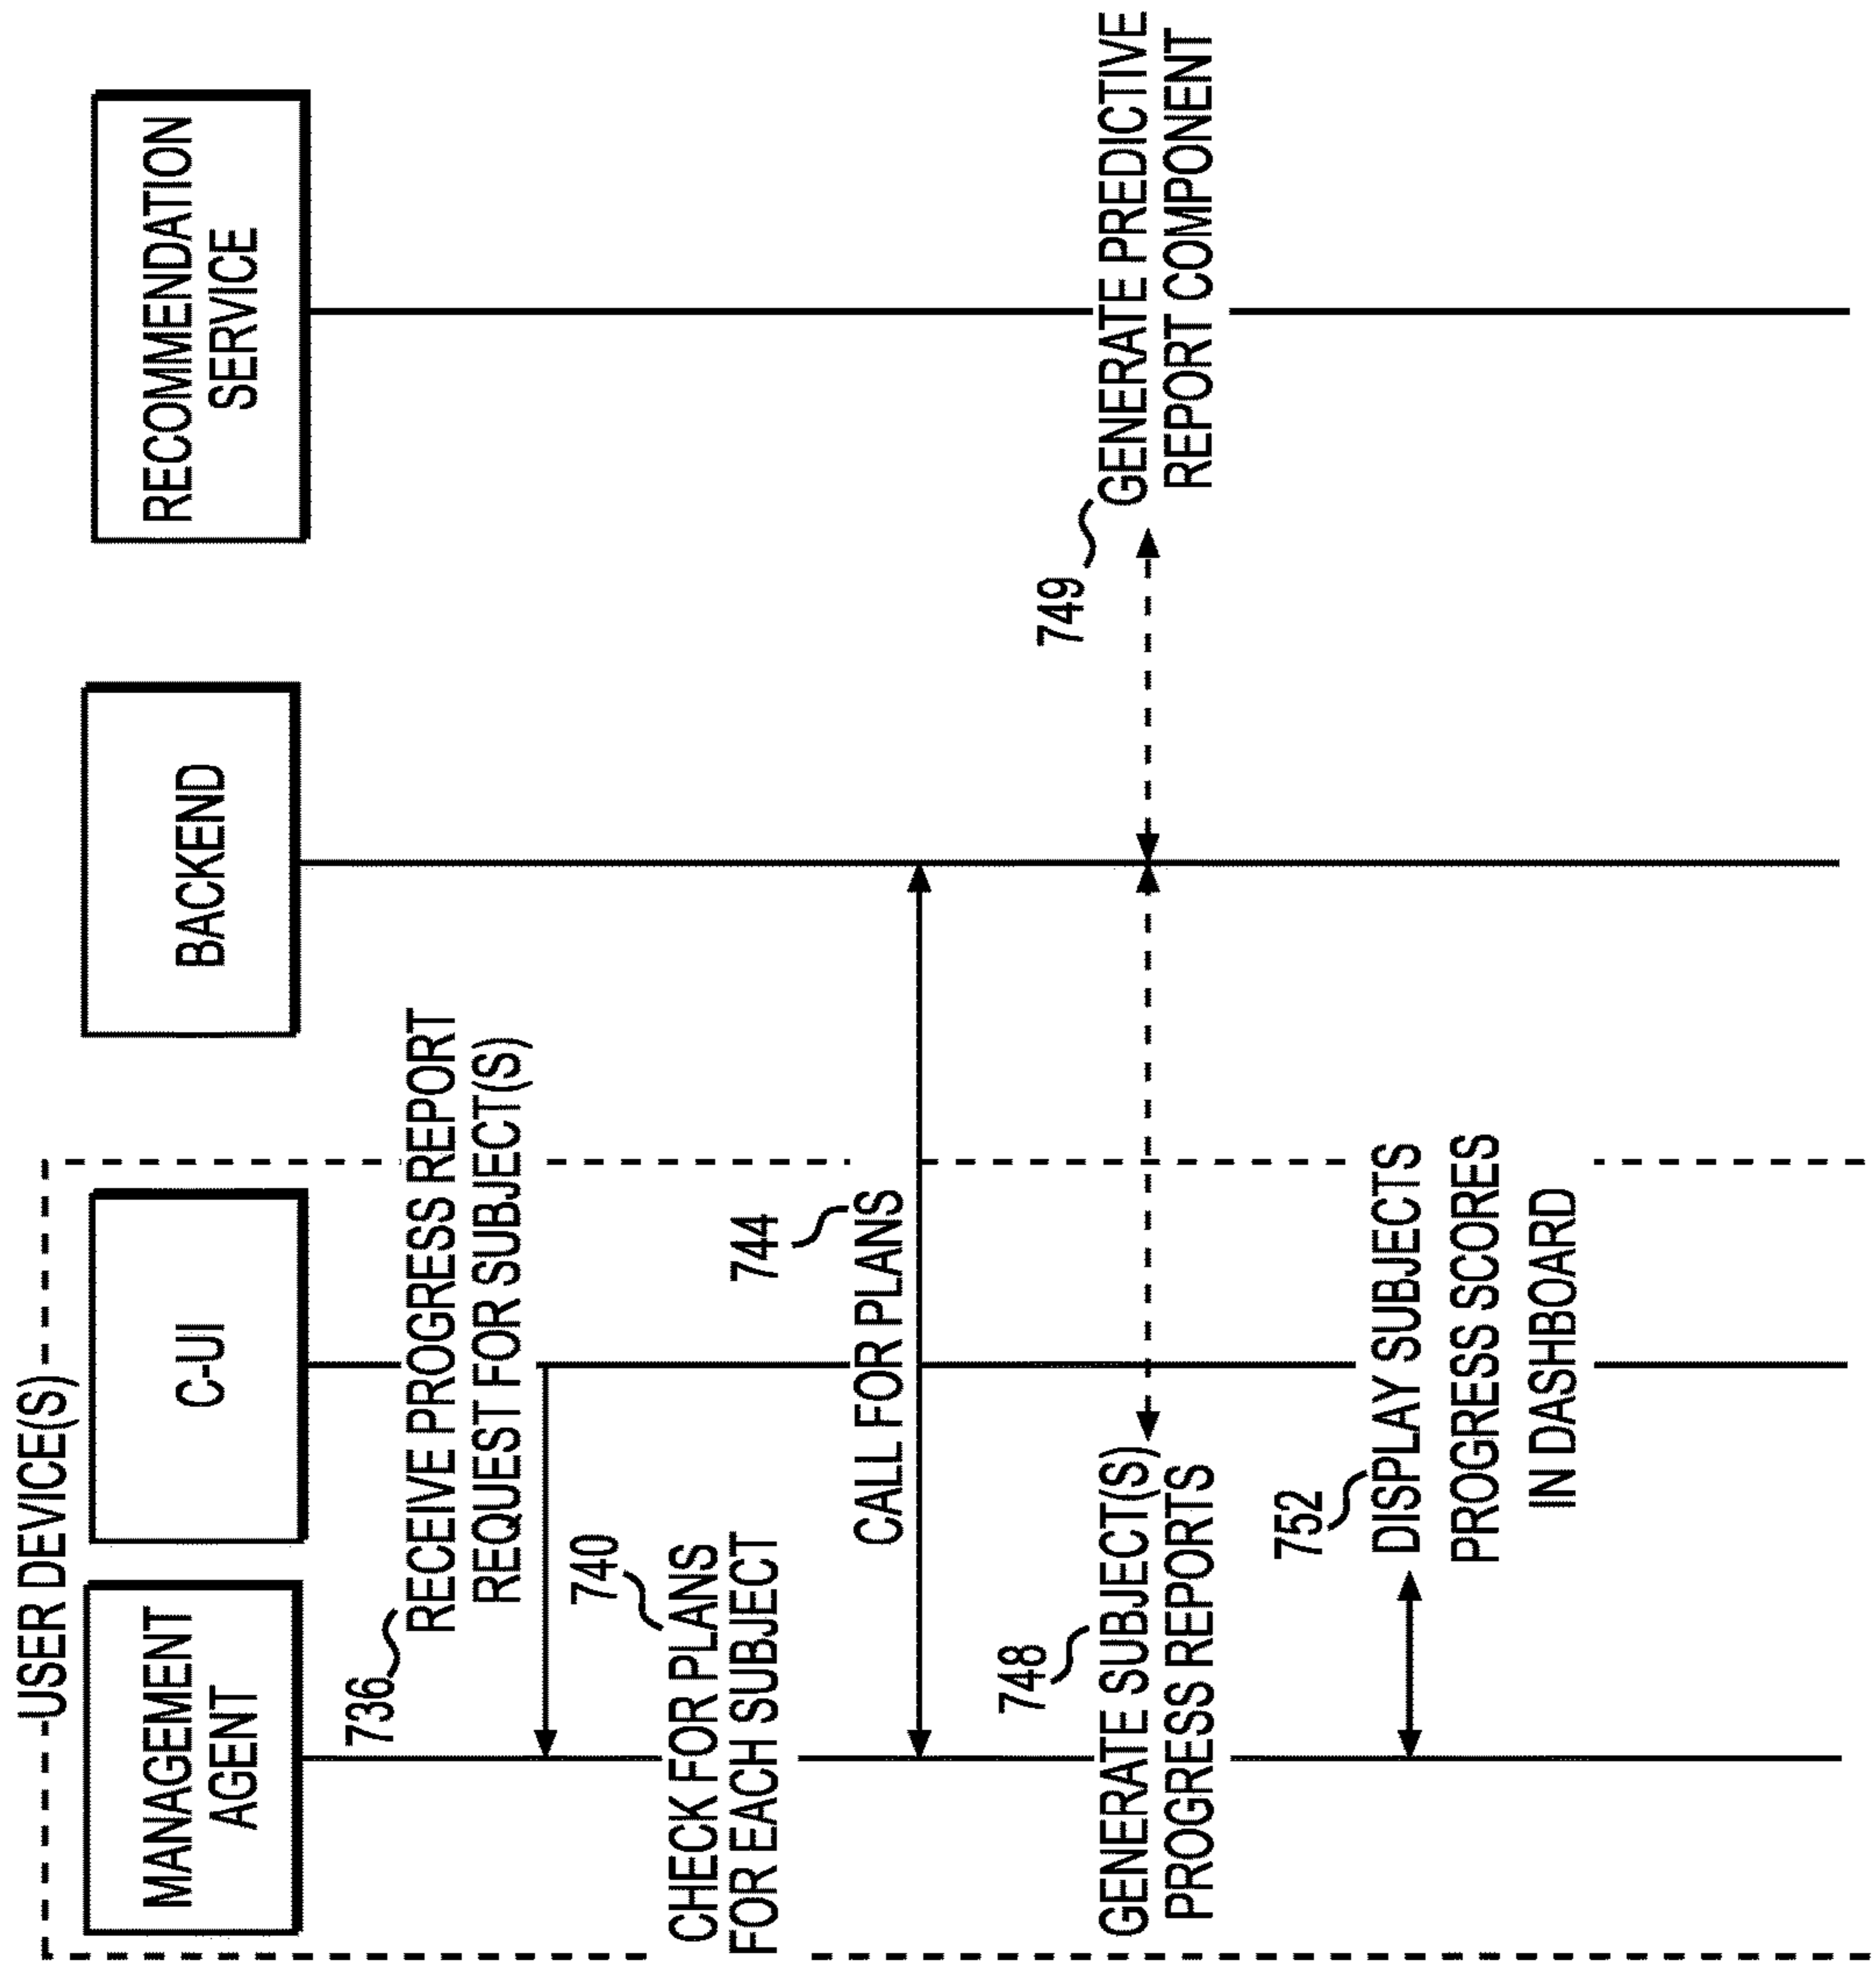 USER DEVICE(S)
MANAGEMENT
AGENT
C-UI
BACKEND
RECOMMENDATION
SERVICE
736
RECEIVE PROGRESS REPORT
REQUEST FOR SUBJECT(S)
740
CHECK FOR PLANS
FOR EACH SUBJECT
744
CALL FOR PLANS
748
GENERATE SUBJECT(S)
PROGRESS REPORTS
749
GENERATE PREDICTIVE
REPORT COMPONENT
752
DISPLAY SUBJECTS
PROGRESS SCORES
IN DASHBOARD